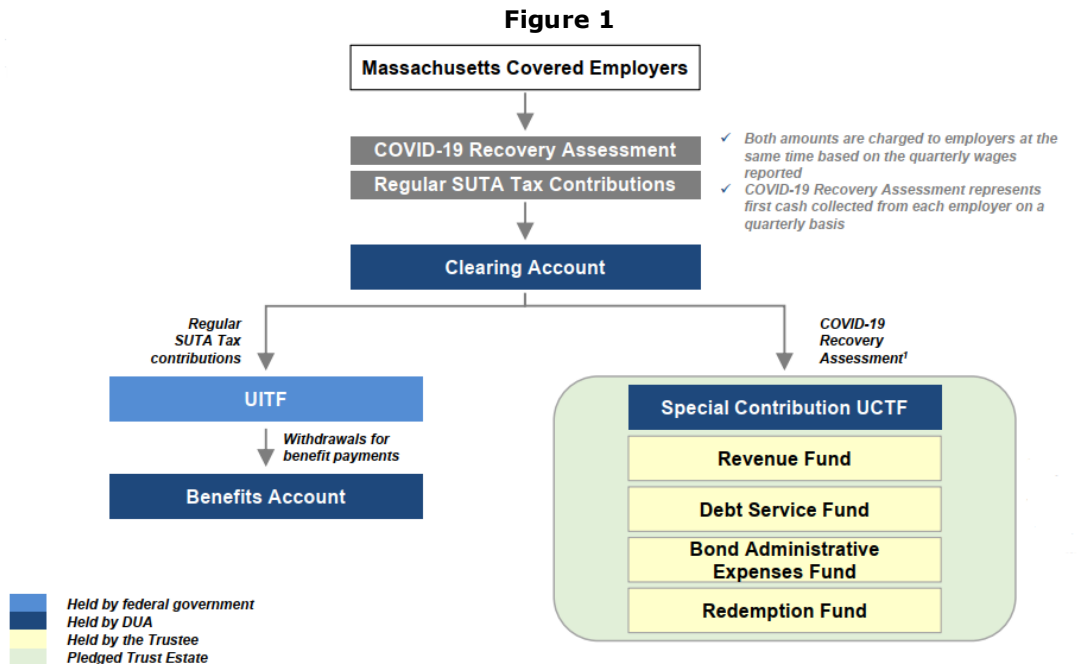 Figure 1
Massachusetts Covered Employers
COVID-19 Recovery Assessment
Regular SUTA Tax Contributions
✓ Both amounts are charged to employers at the
same time based on the quarterly wages
reported
✓ COVID-19 Recovery Assessment represents
first cash collected from each employer on a
quarterly basis
Clearing Account
Regular
SUTA Tax
contributions
COVID-19
Recovery
Assessment¹
UITF
Withdrawals for
benefit payments
Benefits Account
Special Contribution UCTF
Revenue Fund
Debt Service Fund
Bond Administrative
Expenses Fund
Redemption Fund
Held by federal government
Held by DUA
Held by the Trustee
Pledged Trust Estate